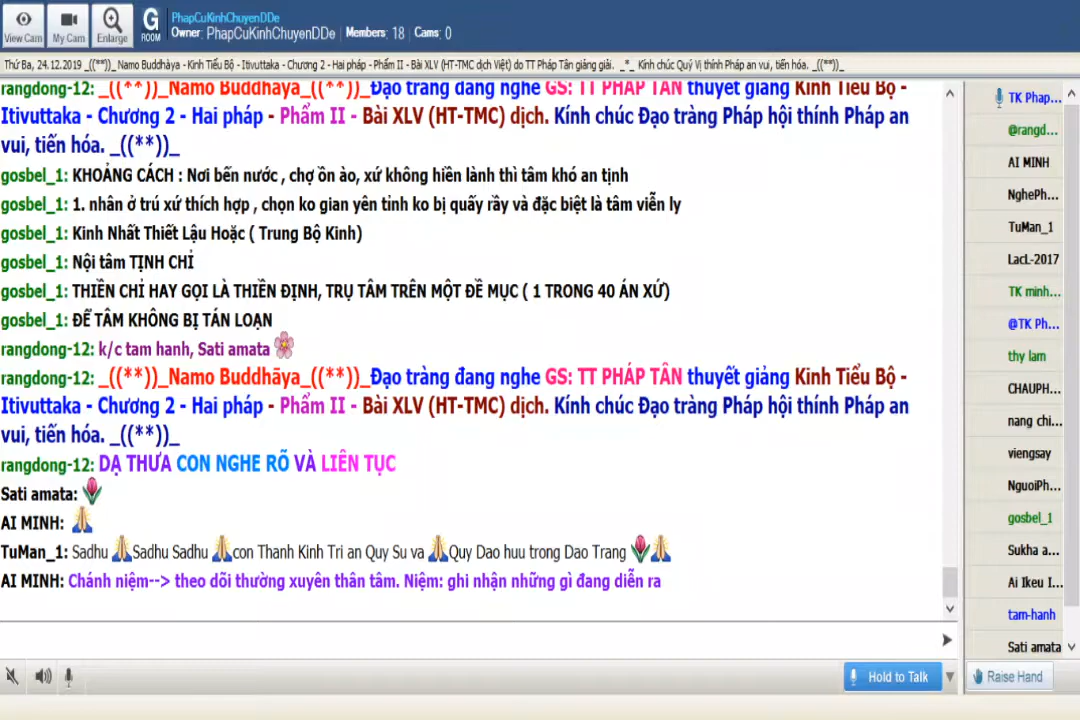 PhapCuKinhChuyenDDe
G
View Cam My Cam Enlarge ROOM Owner: PhapCuKinhChuyenDDe Members: 18 Cams: 0
Thứ Ba, 24.12.2019 _((**))_ Namo Buddhàya - Kinh Tiểu Bộ - Itivuttaka - Chương 2 - Hai pháp - Phẩm II - Bài XLV (HT-TMC dịch Việt) do TT Pháp Tân giảng giải. _*_ Kính chúc Quý Vị thính Pháp an vui, tiến hóa. _((**))_
rangdong-12: _((**))_Namo Buddhāya_((**))_Đạo tràng đang nghe GS: TT PHÁP TÂN thuyết giảng Kinh Tiểu Bộ -
Itivuttaka - Chương 2 - Hai pháp - Phẩm II - Bài XLV (HT-TMC) dịch. Kính chúc Đạo tràng Pháp hội thính Pháp an
vui, tiến hóa. _((**))_
gosbel_1: KHOẢNG CÁCH : Nơi bến nước , chợ ồn ào, xứ không hiền lành thì tâm khó an tịnh
gosbel_1: 1. nhân ở trú xứ thích hợp , chọn ko gian yên tỉnh ko bị quấy rầy và đặc biệt là tâm viễn ly
gosbel_1: Kinh Nhất Thiết Lậu Hoặc ( Trung Bộ Kinh)
gosbel_1: Nội tâm TỊNH CHỈ
gosbel_1: THIỀN CHỈ HAY GỌI LÀ THIỀN ĐỊNH, TRỤ TÂM TRÊN MỘT ĐỀ MỤC ( 1 TRONG 40 ÁN XỨ)
gosbel_1: ĐỂ TÂM KHÔNG BỊ TÁN LOẠN
rangdong-12: k/c tam hanh, Sati amata
rangdong-12: _((**))_Namo Buddhāya_((**))_Đạo tràng đang nghe GS: TT PHÁP TÂN thuyết giảng Kinh Tiểu Bộ -
Itivuttaka - Chương 2 - Hai pháp - Phẩm II - Bài XLV (HT-TMC) dịch. Kính chúc Đạo tràng Pháp hội thính Pháp an
vui, tiến hóa. _((**))_
rangdong-12: DẠ THƯA CON NGHE RÕ VÀ LIÊN TỤC
Sati amata:
AI MINH:
TuMan_1: Sadhu Sadhu Sadhu con Thanh Kinh Tri an Quy Su va Quy Dao huu trong Dao Trang
AI MINH: Chánh niệm--> theo dõi thường xuyên thân tâm. Niệm: ghi nhận những gì đang diễn ra
TK Phap...
@rangd...
AI MINH
NghePh...
TuMan_1
LacL-2017
TK minh...
@TK Ph...
thy lam
CHAUPH...
nang chi...
viengsay
NguoiPh...
gosbel_1
Sukha a...
Ai Ikeu I...
tam-hanh
Sati amata
Hold to Talk
Raise Hand